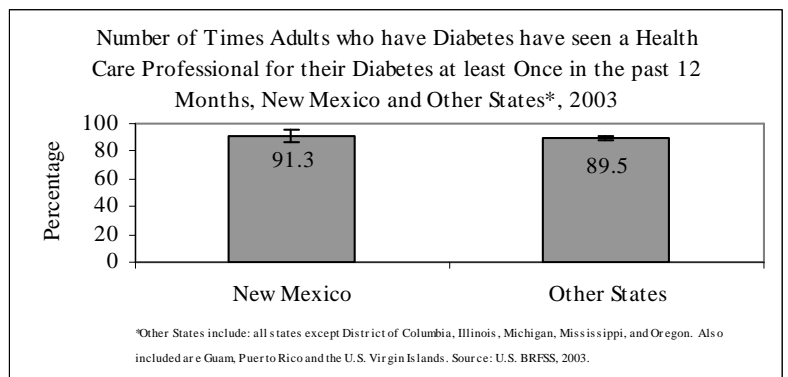 Number of Times Adults who have Diabetes have seen a Health
Care Professional for their Diabetes at least Once in the past 12
Months, New Mexico and Other States*, 2003
100
80
60
40
20
0
Percentage
91.3
89.5
New Mexico
Other States
*Other States include: all states except District of Columbia, Illinois, Michigan, Mississippi, and Oregon. Also
included are Guam, Puerto Rico and the U.S. Virgin Islands. Source: U.S. BRFSS, 2003.